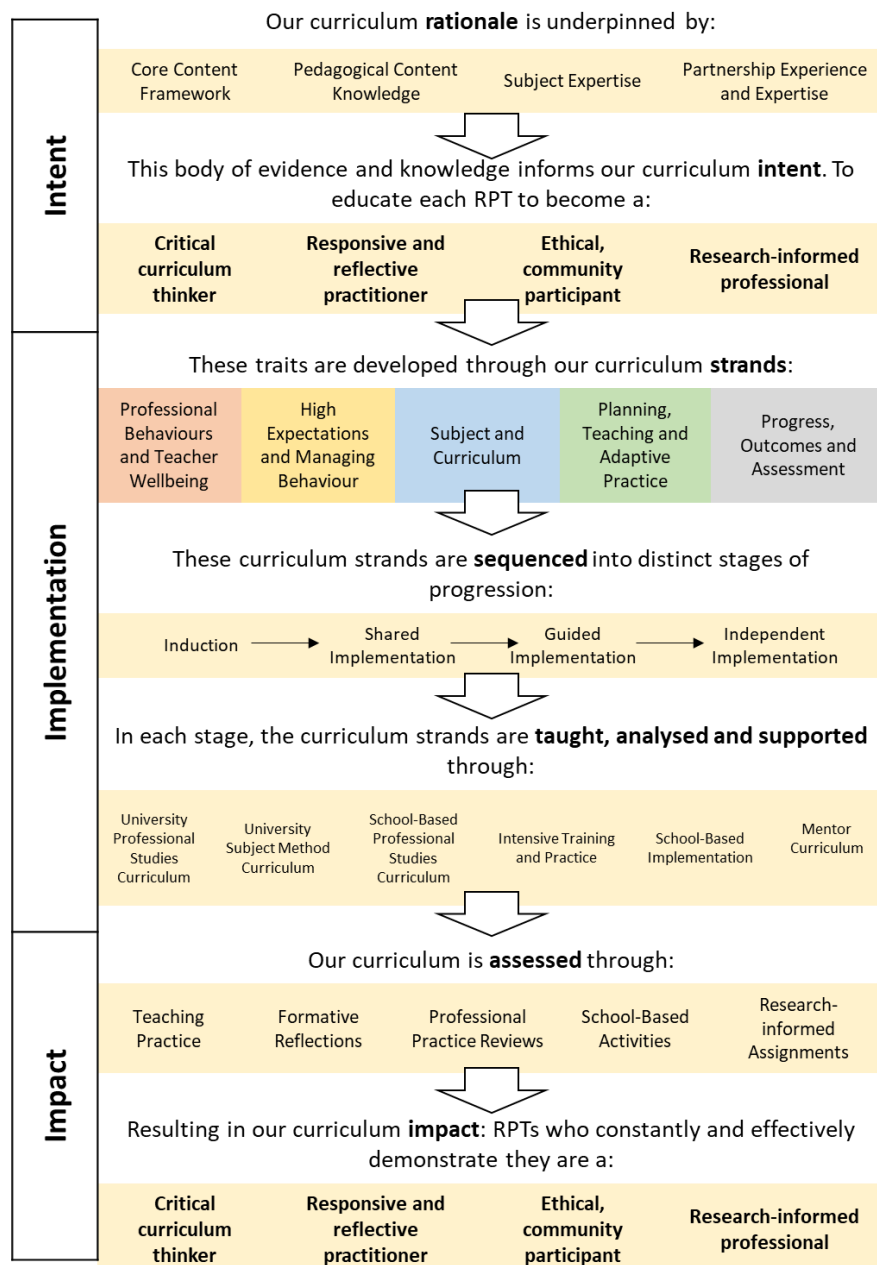 Our curriculum rationale is underpinned by:
Intent
Core Content
Framework
Pedagogical Content
Knowledge
Subject Expertise
Partnership Experience
and Expertise
This body of evidence and knowledge informs our curriculum intent. To
educate each RPT to become a:
Critical
curriculum
thinker
Responsive and
reflective
practitioner
Ethical,
community
participant
Research-informed
professional
Implementation
These traits are developed through our curriculum strands:
Professional
Behaviours
and Teacher
Wellbeing
High
Expectations
and Managing
Behaviour
Subject and
Curriculum
Planning,
Teaching and
Adaptive
Practice
Progress,
Outcomes and
Assessment
These curriculum strands are sequenced into distinct stages of
progression:
Induction
Shared
Implementation
Guided
Implementation
Independent
Implementation
In each stage, the curriculum strands are taught, analysed and supported
through:
University
Professional
Studies
Curriculum
University
Subject Method
Curriculum
School-Based
Professional
Studies
Curriculum
Intensive Training
and Practice
School-Based
Implementation
Mentor
Curriculum
Impact
Our curriculum is assessed through:
Teaching
Practice
Formative
Reflections
Professional
Practice Reviews
School-Based
Activities
Research-
informed
Assignments
Resulting in our curriculum impact: RPTs who constantly and effectively
demonstrate they are a:
Critical
curriculum
thinker
Responsive and
reflective
practitioner
Ethical,
community
participant
Research-informed
professional